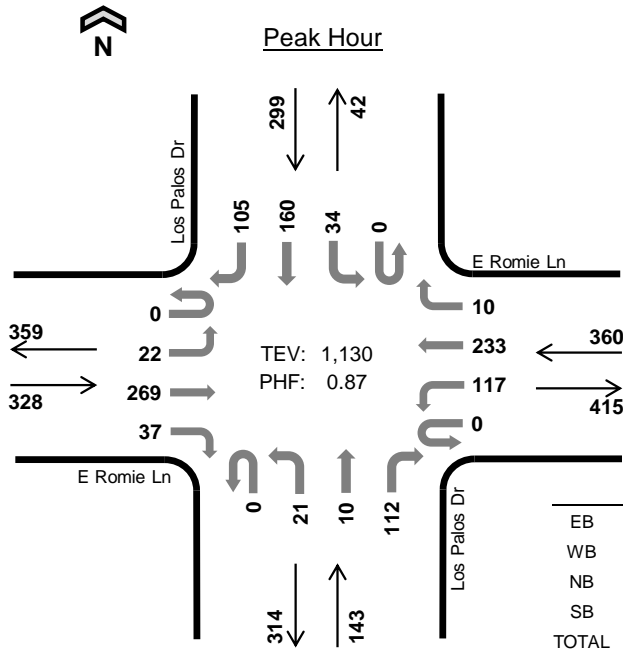 Peak Hour
N
299
42
Los Palos Dr
105
160
34
0
E Romie Ln
0
10
359
22
TEV: 1,130
233
360
328
269
PHF: 0.87
117
415
37
0
E Romie Ln
0
21
10
112
Los Palos Dr
314
143
EB
WB
NB
SB
TOTAL